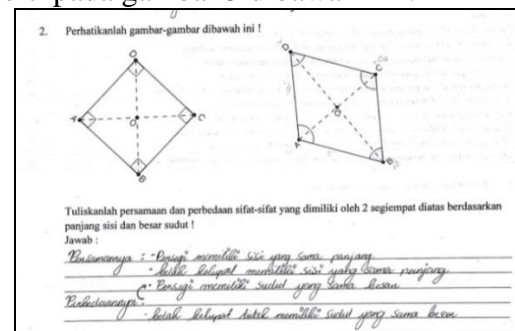 2. Perhatikanlah gambar-gambar dibawah ini !
D
A
O
C
B
D
C
O
A
B
Tuliskanlah persamaan dan perbedaan sifat-sifat yang dimiliki oleh 2 segiempat diatas berdasarkan
panjang sisi dan besar sudut !
Jawab :
Persamannya : - Persegi memiliki sisi yang sama panjang
- belah ketupat memiliki sisi yang sama panjang
- Persegi memiliki sudut yang sama besar
Perbedaannya :
- belah ketupat tidak memiliki sudut yang sama besar